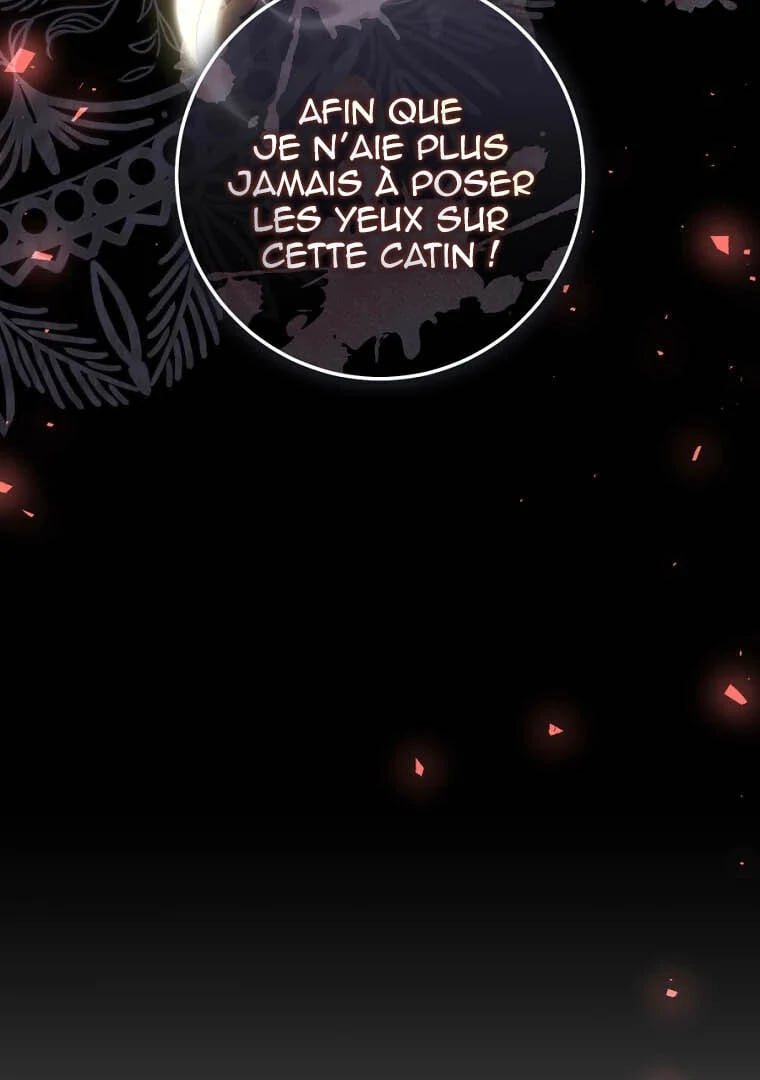 AFIN QUE
JE N'AIE PLUS
JAMAIS À POSER
LES YEUX SUR
CETTE CATIN !